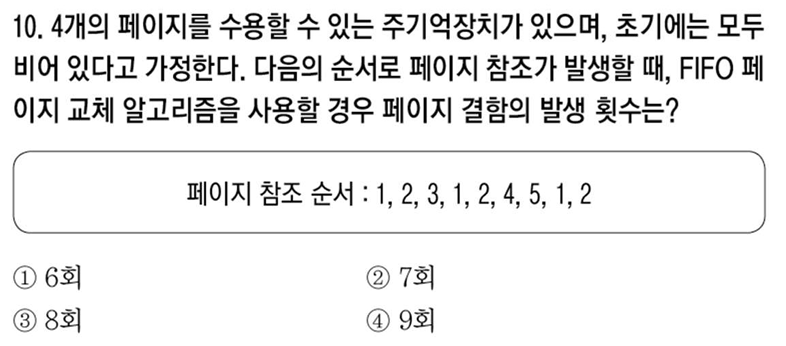 10. 4개의 페이지를 수용할 수 있는 주기억장치가 있으며, 초기에는 모두
비어 있다고 가정한다. 다음의 순서로 페이지 참조가 발생할 때, FIFO 페
이지 교체 알고리즘을 사용할 경우 페이지 결함의 발생 횟수는?
페이지 참조 순서 : 1, 2, 3, 1, 2, 4, 5, 1, 2
① 6회 ② 7회
③ 8회 ④ 9회